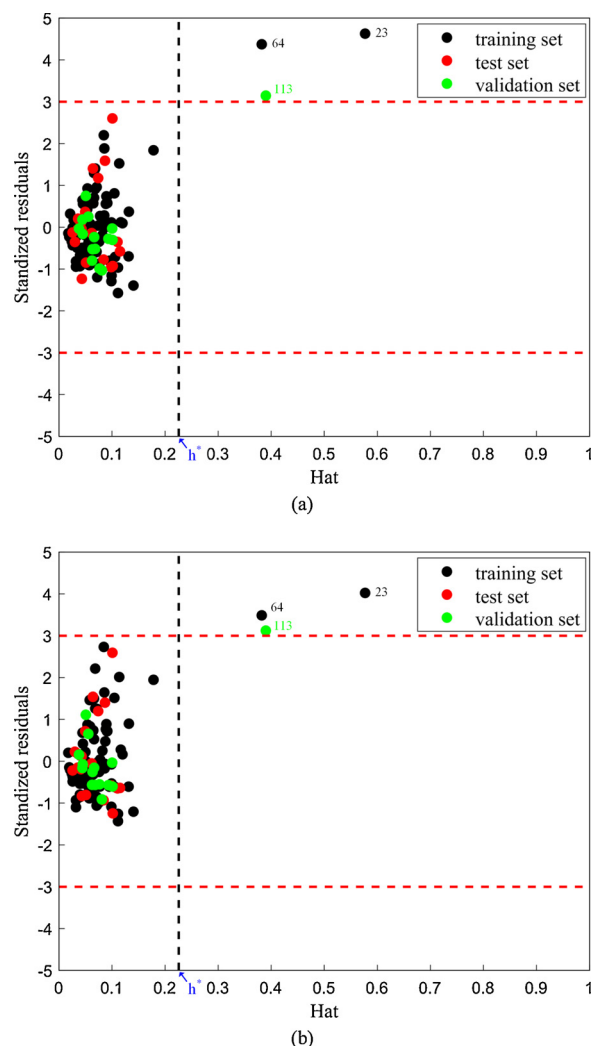 5
4
3
2
1
0
-1
-2
-3
-4
-5
Standized residuals
64
23
113
training set
test set
validation set
0 0.1 0.2 0.3 0.4 0.5 0.6 0.7 0.8 0.9 1
h*
Hat
(a)
5
4
3
2
1
0
-1
-2
-3
-4
-5
Standized residuals
64
23
113
training set
test set
validation set
0 0.1 0.2 0.3 0.4 0.5 0.6 0.7 0.8 0.9 1
h*
Hat
(b)